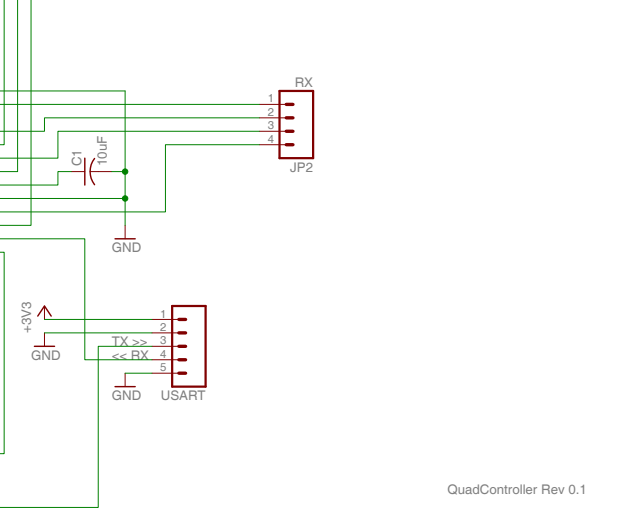 RX
1
2
3
4
JP2
C1
10uF
GND
+3V3
GND
1
2
TX >> 3
<< RX 4
5
GND
USART
QuadController Rev 0.1